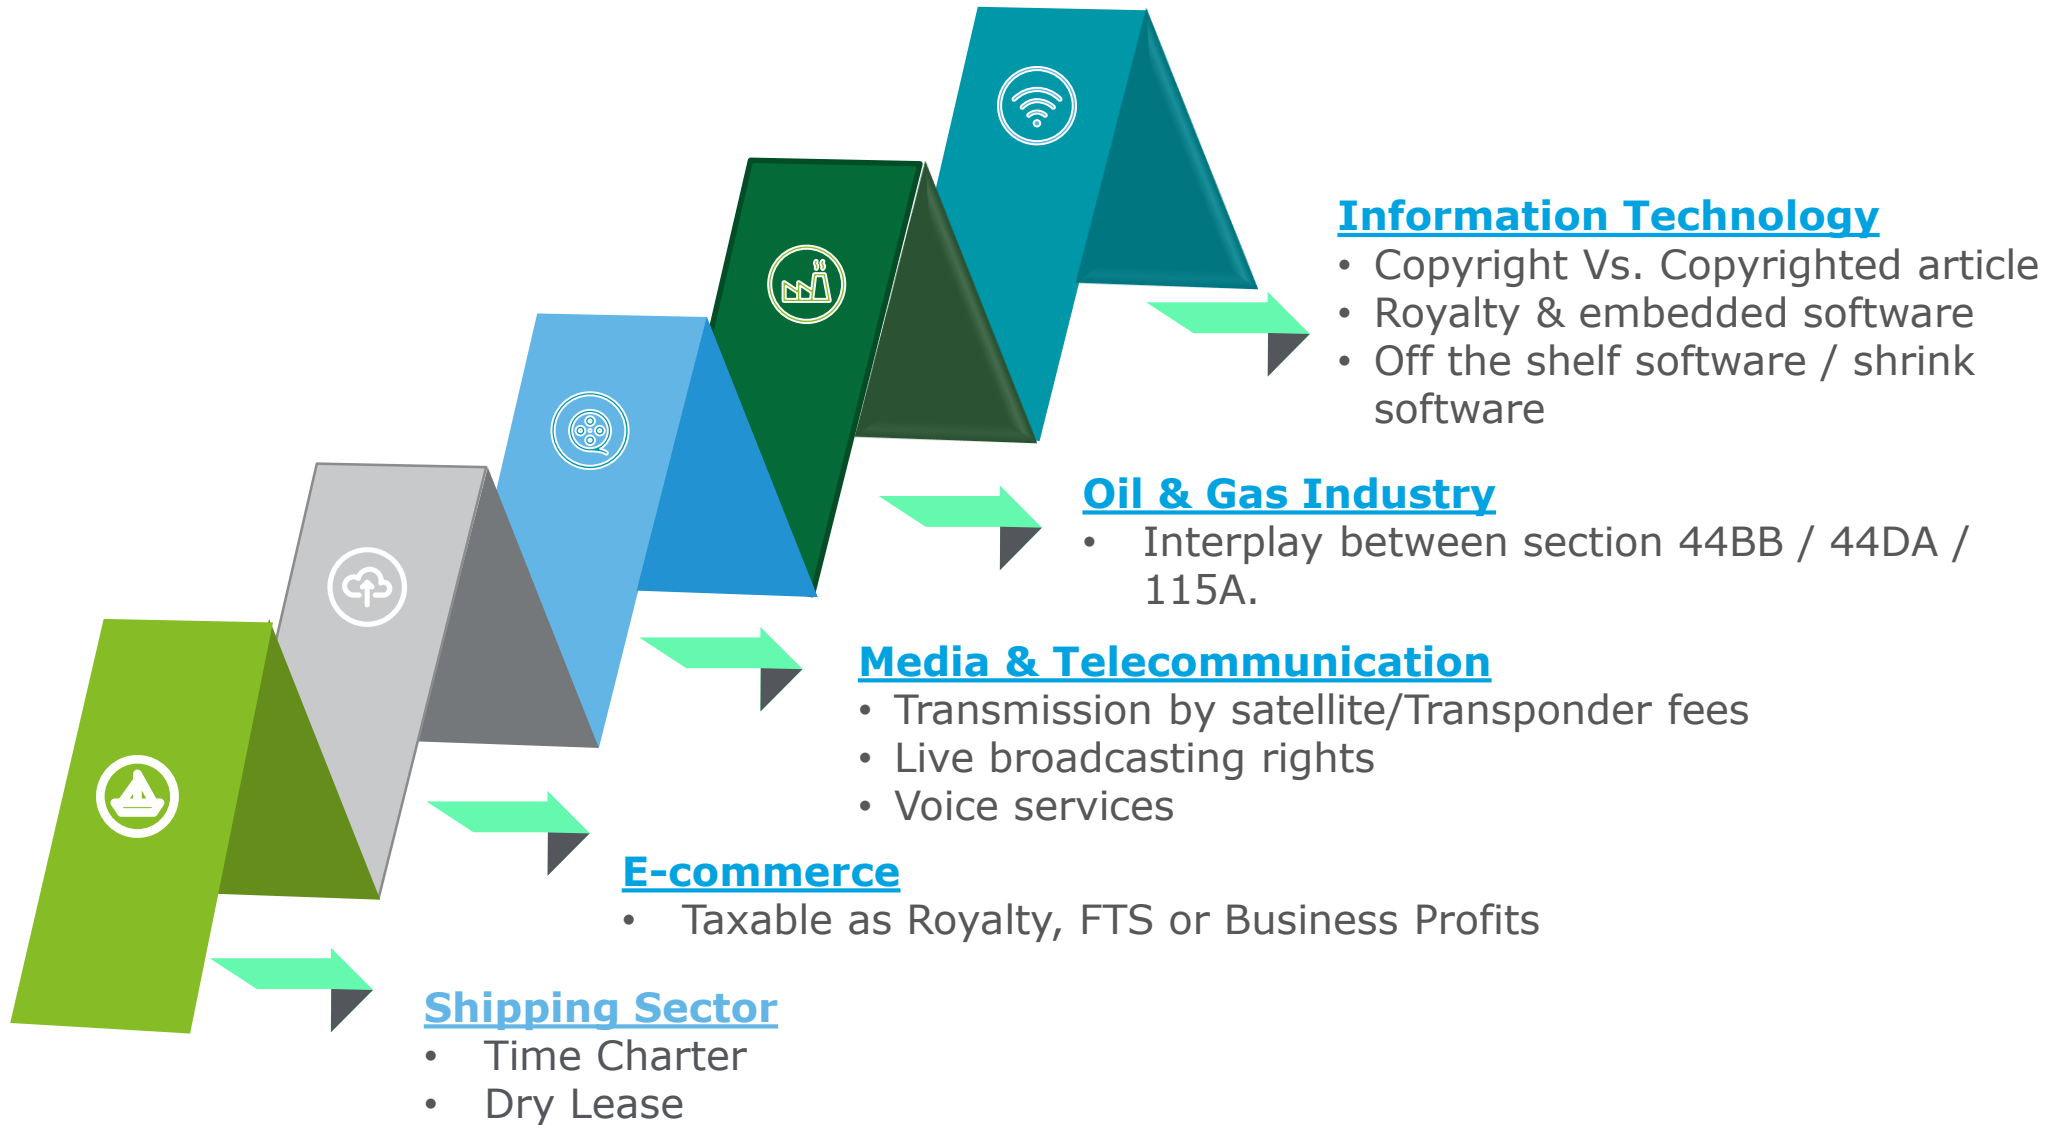 Information Technology
• Copyright Vs. Copyrighted article
• Royalty & embedded software
• Off the shelf software / shrink
software
Oil & Gas Industry
• Interplay between section 44BB / 44DA /
115A.
Media & Telecommunication
• Transmission by satellite/Transponder fees
• Live broadcasting rights
• Voice services
E-commerce
• Taxable as Royalty, FTS or Business Profits
Shipping Sector
• Time Charter
• Dry Lease